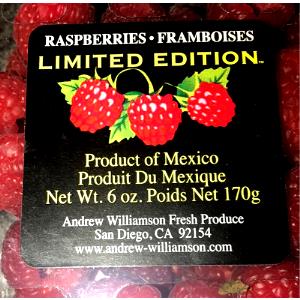 RASPBERRIES • FRAMBOISES
LIMITED EDITION™
Product of Mexico
Produit Du Mexique
Net Wt. 6 oz. Poids Net 170g
Andrew Williamson Fresh Produce
San Diego, CA 92154
www.andrew-williamson.com